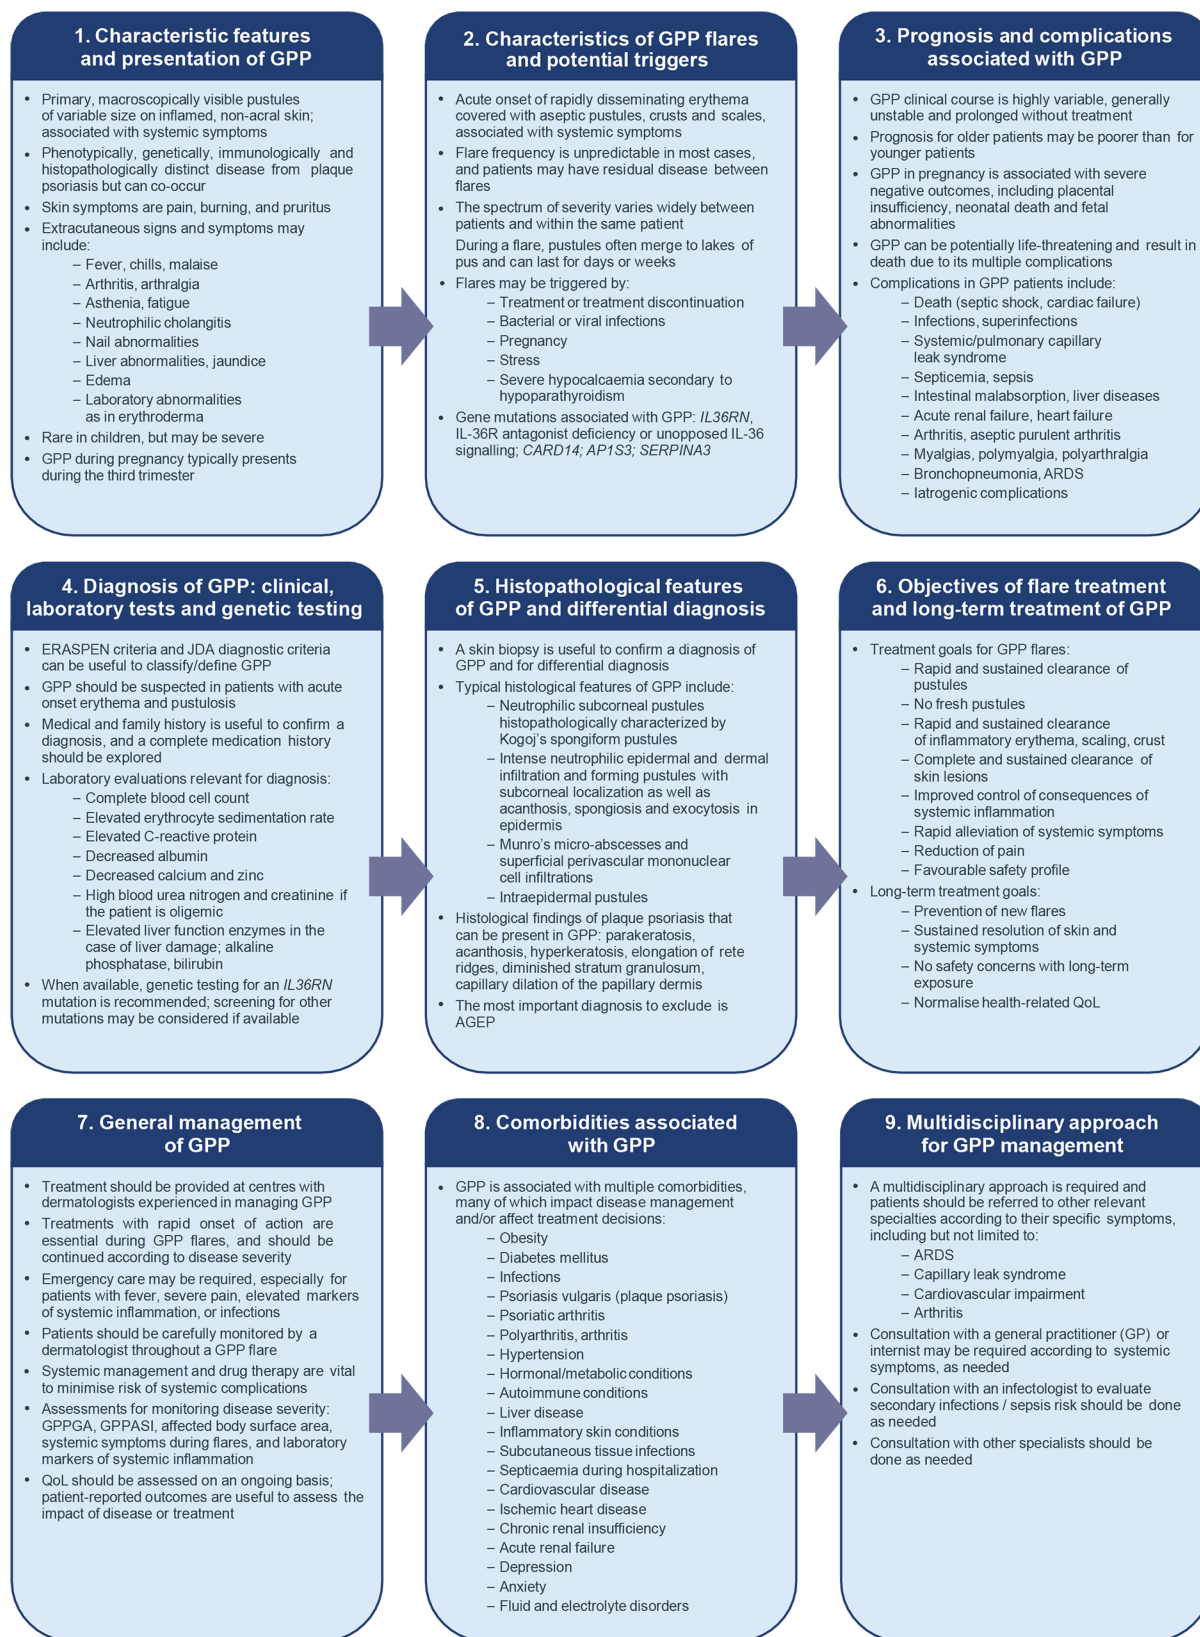 1. Characteristic features
and presentation of GPP
• Primary, macroscopically visible pustules
of variable size on inflamed, non-acral skin;
associated with systemic symptoms
• Phenotypically, genetically, immunologically and
histopathologically distinct disease from plaque
psoriasis but can co-occur
• Skin symptoms are pain, burning, and pruritus
• Extracutaneous signs and symptoms may
include:
– Fever, chills, malaise
– Arthritis, arthralgia
– Asthenia, fatigue
– Neutrophilic cholangitis
– Nail abnormalities
– Liver abnormalities, jaundice
– Edema
– Laboratory abnormalities
as in erythroderma
• Rare in children, but may be severe
• GPP during pregnancy typically presents
during the third trimester
2. Characteristics of GPP flares
and potential triggers
• Acute onset of rapidly disseminating erythema
covered with aseptic pustules, crusts and scales,
associated with systemic symptoms
• Flare frequency is unpredictable in most cases,
and patients may have residual disease between
flares
• The spectrum of severity varies widely between
patients and within the same patient
During a flare, pustules often merge to lakes of
pus and can last for days or weeks
• Flares may be triggered by:
– Treatment or treatment discontinuation
– Bacterial or viral infections
– Pregnancy
– Stress
– Severe hypocalcaemia secondary to
hypoparathyroidism
• Gene mutations associated with GPP: IL36RN,
IL-36R antagonist deficiency or unopposed IL-36
signalling; CARD14; AP1S3; SERPINA3
3. Prognosis and complications
associated with GPP
• GPP clinical course is highly variable, generally
unstable and prolonged without treatment
• Prognosis for older patients may be poorer than for
younger patients
• GPP in pregnancy is associated with severe
negative outcomes, including placental
insufficiency, neonatal death and fetal
abnormalities
• GPP can be potentially life-threatening and result in
death due to its multiple complications
• Complications in GPP patients include:
– Death (septic shock, cardiac failure)
– Infections, superinfections
– Systemic/pulmonary capillary
leak syndrome
– Septicemia, sepsis
– Intestinal malabsorption, liver diseases
– Acute renal failure, heart failure
– Arthritis, aseptic purulent arthritis
– Myalgias, polymyalgia, polyarthralgia
– Bronchopneumonia, ARDS
– Iatrogenic complications
4. Diagnosis of GPP: clinical,
laboratory tests and genetic testing
• ERASPEN criteria and JDA diagnostic criteria
can be useful to classify/define GPP
• GPP should be suspected in patients with acute
onset erythema and pustulosis
• Medical and family history is useful to confirm a
diagnosis, and a complete medication history
should be explored
• Laboratory evaluations relevant for diagnosis:
– Complete blood cell count
– Elevated erythrocyte sedimentation rate
– Elevated C-reactive protein
– Decreased albumin
– Decreased calcium and zinc
– High blood urea nitrogen and creatinine if
the patient is oligemic
– Elevated liver function enzymes in the
case of liver damage; alkaline
phosphatase, bilirubin
• When available, genetic testing for an IL36RN
mutation is recommended; screening for other
mutations may be considered if available
5. Histopathological features
of GPP and differential diagnosis
• A skin biopsy is useful to confirm a diagnosis of
GPP and for differential diagnosis
• Typical histological features of GPP include:
– Neutrophilic subcorneal pustules
histopathologically characterized by
Kogoj's spongiform pustules
– Intense neutrophilic epidermal and dermal
infiltration and forming pustules with
subcorneal localization as well as
acanthosis, spongiosis and exocytosis in
epidermis
– Munro's micro-abscesses and
superficial perivascular mononuclear
cell infiltrations
– Intraepidermal pustules
• Histological findings of plaque psoriasis that
can be present in GPP: parakeratosis,
acanthosis, hyperkeratosis, elongation of rete
ridges, diminished stratum granulosum,
capillary dilation of the papillary dermis
• The most important diagnosis to exclude is
AGEP
6. Objectives of flare treatment
and long-term treatment of GPP
• Treatment goals for GPP flares:
– Rapid and sustained clearance of
pustules
– No fresh pustules
– Rapid and sustained clearance
of inflammatory erythema, scaling, crust
– Complete and sustained clearance of
skin lesions
– Improved control of consequences of
systemic inflammation
– Rapid alleviation of systemic symptoms
– Reduction of pain
– Favourable safety profile
• Long-term treatment goals:
– Prevention of new flares
– Sustained resolution of skin and
systemic symptoms
– No safety concerns with long-term
exposure
– Normalise health-related QoL
7. General management
of GPP
• Treatment should be provided at centres with
dermatologists experienced in managing GPP
• Treatments with rapid onset of action are
essential during GPP flares, and should be
continued according to disease severity
• Emergency care may be required, especially for
patients with fever, severe pain, elevated markers
of systemic inflammation, or infections
• Patients should be carefully monitored by a
dermatologist throughout a GPP flare
• Systemic management and drug therapy are vital
to minimise risk of systemic complications
• Assessments for monitoring disease severity:
GPPGA, GPPASI, affected body surface area,
systemic symptoms during flares, and laboratory
markers of systemic inflammation
• QoL should be assessed on an ongoing basis;
patient-reported outcomes are useful to assess the
impact of disease or treatment
8. Comorbidities associated
with GPP
• GPP is associated with multiple comorbidities,
many of which impact disease management
and/or affect treatment decisions:
– Obesity
– Diabetes mellitus
– Infections
– Psoriasis vulgaris (plaque psoriasis)
– Psoriatic arthritis
– Polyarthritis, arthritis
– Hypertension
– Hormonal/metabolic conditions
– Autoimmune conditions
– Liver disease
– Inflammatory skin conditions
– Subcutaneous tissue infections
– Septicaemia during hospitalization
– Cardiovascular disease
– Ischemic heart disease
– Chronic renal insufficiency
– Acute renal failure
– Depression
– Anxiety
– Fluid and electrolyte disorders
9. Multidisciplinary approach
for GPP management
• A multidisciplinary approach is required and
patients should be referred to other relevant
specialties according to their specific symptoms,
including but not limited to:
– ARDS
– Capillary leak syndrome
– Cardiovascular impairment
– Arthritis
• Consultation with a general practitioner (GP) or
internist may be required according to systemic
symptoms, as needed
• Consultation with an infectologist to evaluate
secondary infections / sepsis risk should be done
as needed
• Consultation with other specialists should be
done as needed